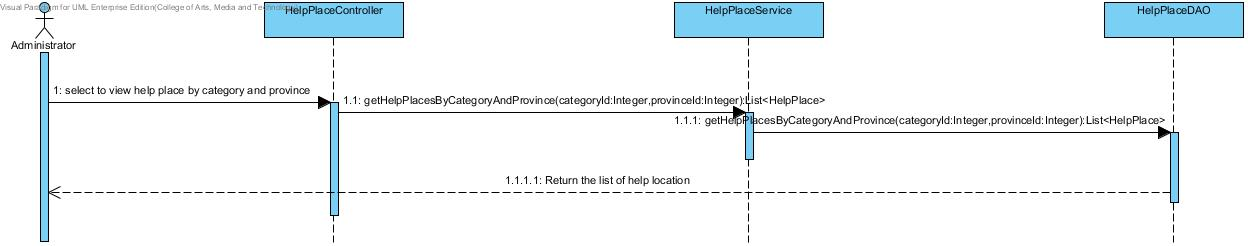 Visual Paradigm for UML Enterprise Edition(College of Arts, Media and Technology)
HelpPlaceController
HelpPlaceService
HelpPlaceDAO
Administrator
1: select to view help place by category and province
1.1: getHelpPlacesByCategoryAndProvince(categoryId:Integer,provinceId:Integer):List<HelpPlace>
1.1.1: getHelpPlacesByCategoryAndProvince(categoryId:Integer,provinceId:Integer):List<HelpPlace>
1.1.1.1: Return the list of help location